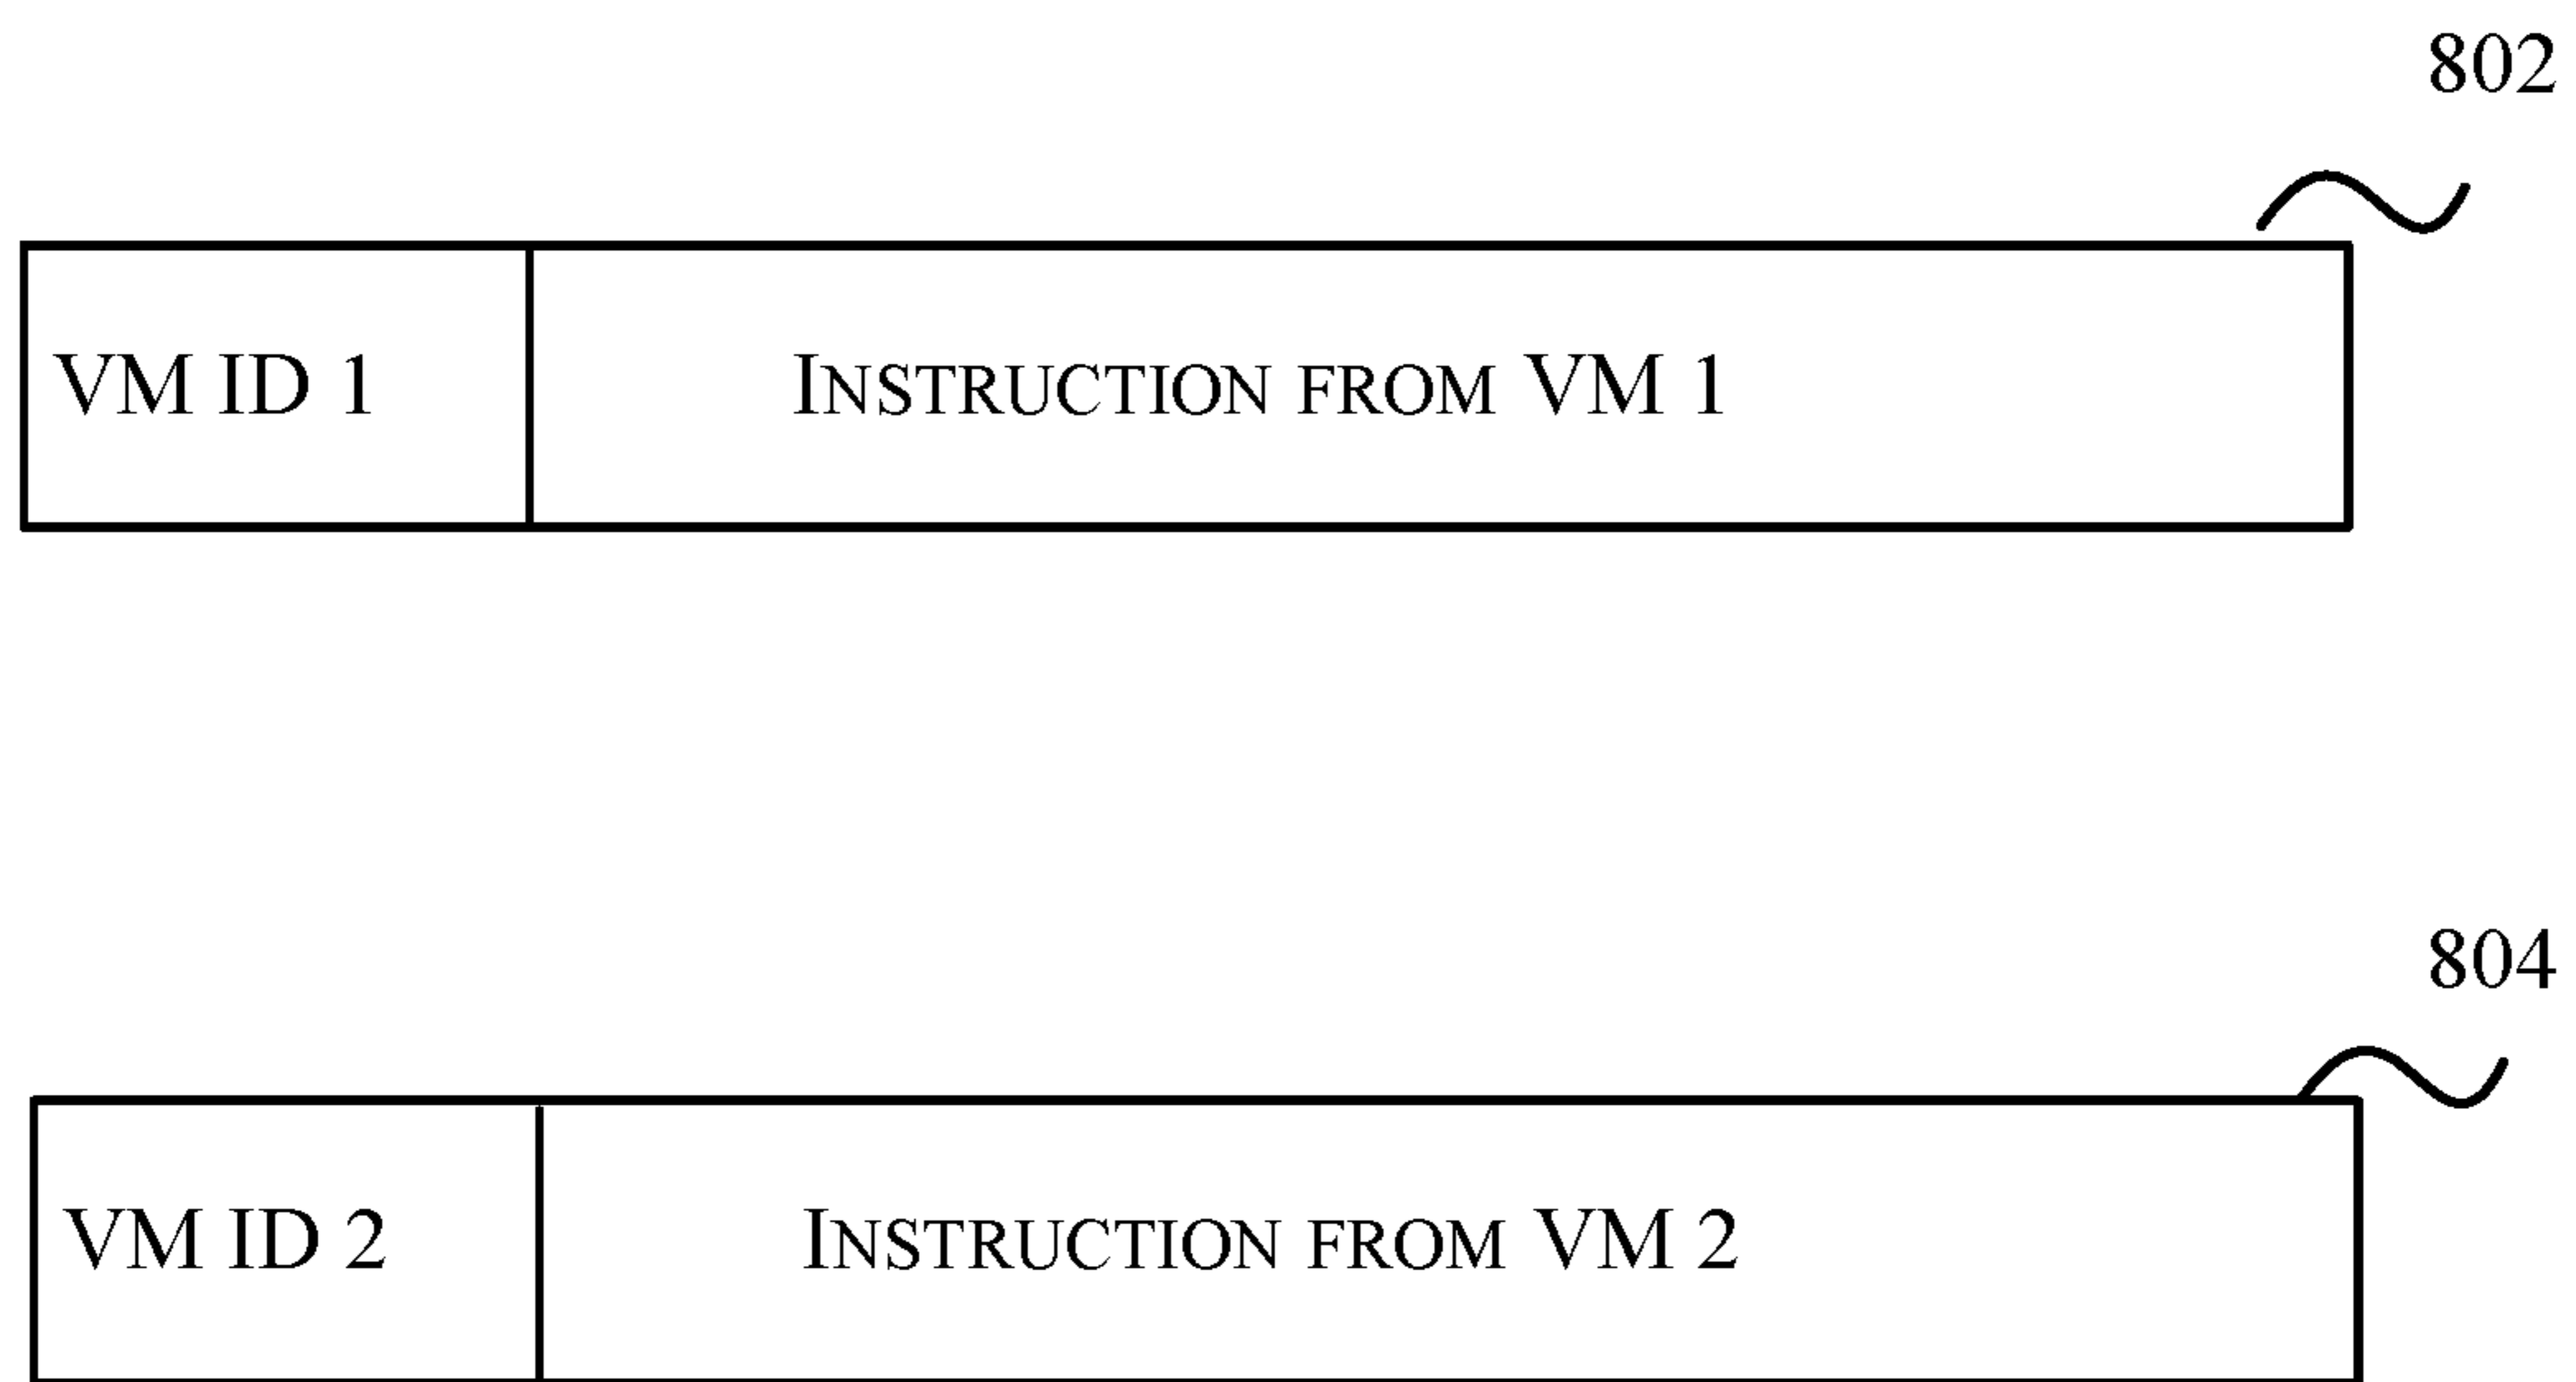 802
VM ID 1 INSTRUCTION FROM VM 1
804
VM ID 2 INSTRUCTION FROM VM 2